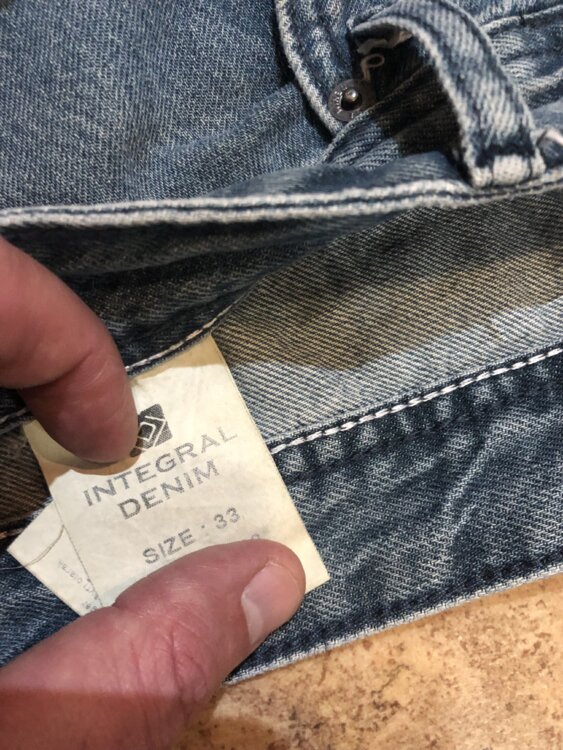 INTEGRAL
DENIM
SIZE : 33